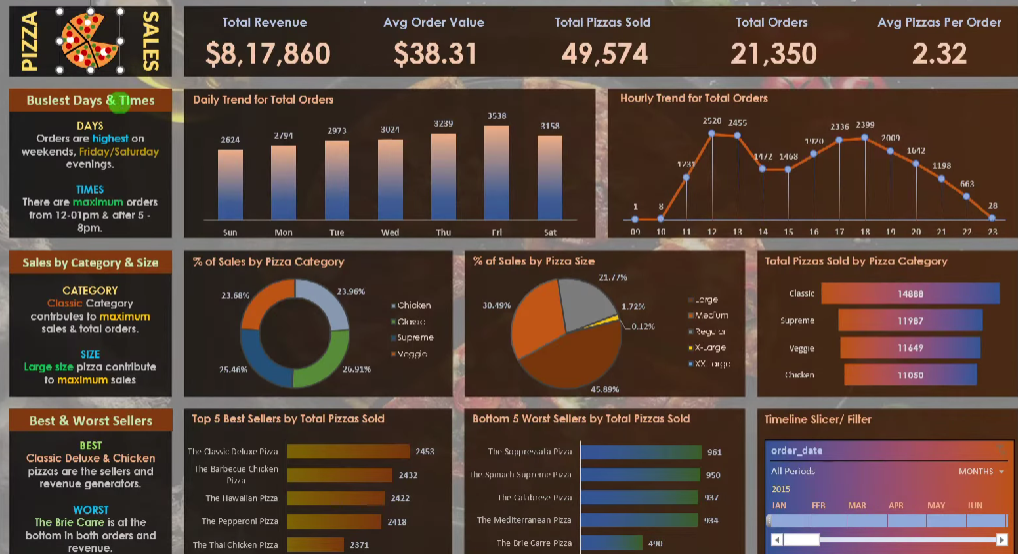 PIZZA
SALES
Total Revenue
$8,17,860
Avg Order Value
$38.31
Total Pizzas Sold
49,574
Total Orders
21,350
Avg Pizzas Per Order
2.32
Busiest Days & Times
DAYS
Orders are highest on
weekends, Friday/Saturday
evenings.
TIMES
There are maximum orders
from 12-01pm & after 5 -
8pm.
Daily Trend for Total Orders
2624
2794
2973
3024
3239
3538
3158
Sun
Mon
Tue
Wed
Thu
Fri
Sat
Hourly Trend for Total Orders
1
8
1231
2520
2455
1472
1468
1920
2336
2399
2009
1642
1198
663
28
09
10
11
12
13
14
15
16
17
18
19
20
21
22
23
Sales by Category & Size
CATEGORY
Classic Category
contributes to maximum
sales & total orders.
SIZE
Large size pizza contribute
to maximum sales
% of Sales by Pizza Category
23.68%
23.96%
25.46%
26.91%
Chicken
Classic
Supreme
Veggie
% of Sales by Pizza Size
21.77%
30.49%
1.72%
0.12%
45.89%
Large
Medium
Regular
X-Large
XX-Large
Total Pizzas Sold by Pizza Category
Classic
14888
Supreme
11987
Veggie
11649
Chicken
11050
Best & Worst Sellers
BEST
Classic Deluxe & Chicken
pizzas are the sellers and
revenue generators.
WORST
The Brie Carre is at the
bottom in both orders and
revenue.
Top 5 Best Sellers by Total Pizzas Sold
The Classic Deluxe Pizza
2453
The Barbecue Chicken
Pizza
2432
The Hawaiian Pizza
2422
The Pepperoni Pizza
2418
The Thai Chicken Pizza
2371
Bottom 5 Worst Sellers by Total Pizzas Sold
The Soppressata Pizza
961
The Spinach Supreme Pizza
950
The Calabrese Pizza
937
The Mediterranean Pizza
934
The Brie Carre Pizza
490
Timeline Slicer/ Filter
order_date
All Periods
MONTHS
2015
JAN
FEB
MAR
APR
MAY
JUN